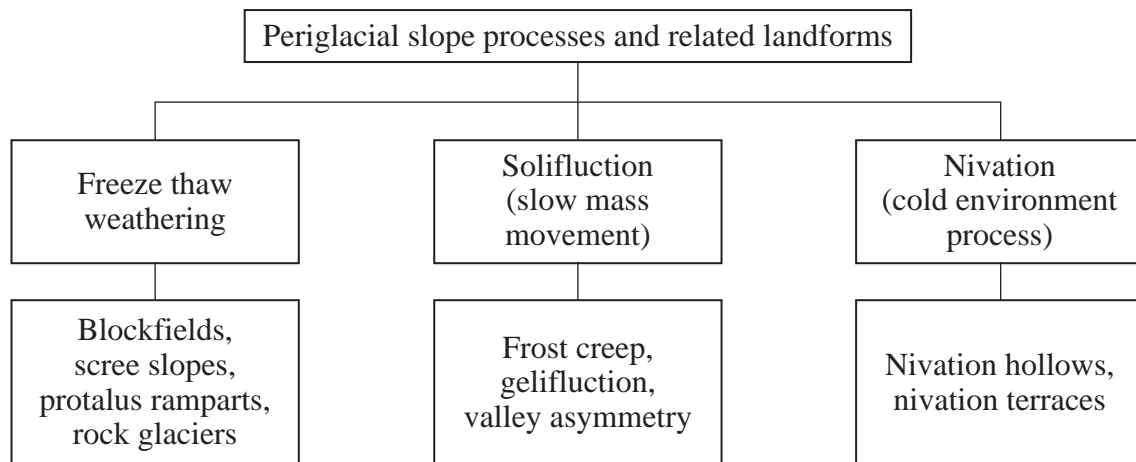 Periglacial slope processes and related landforms
Freeze thaw
weathering
Solifluction
(slow mass
movement)
Nivation
(cold environment
process)
Blockfields,
scree slopes,
protalus ramparts,
rock glaciers
Frost creep,
gelifluction,
valley asymmetry
Nivation hollows,
nivation terraces